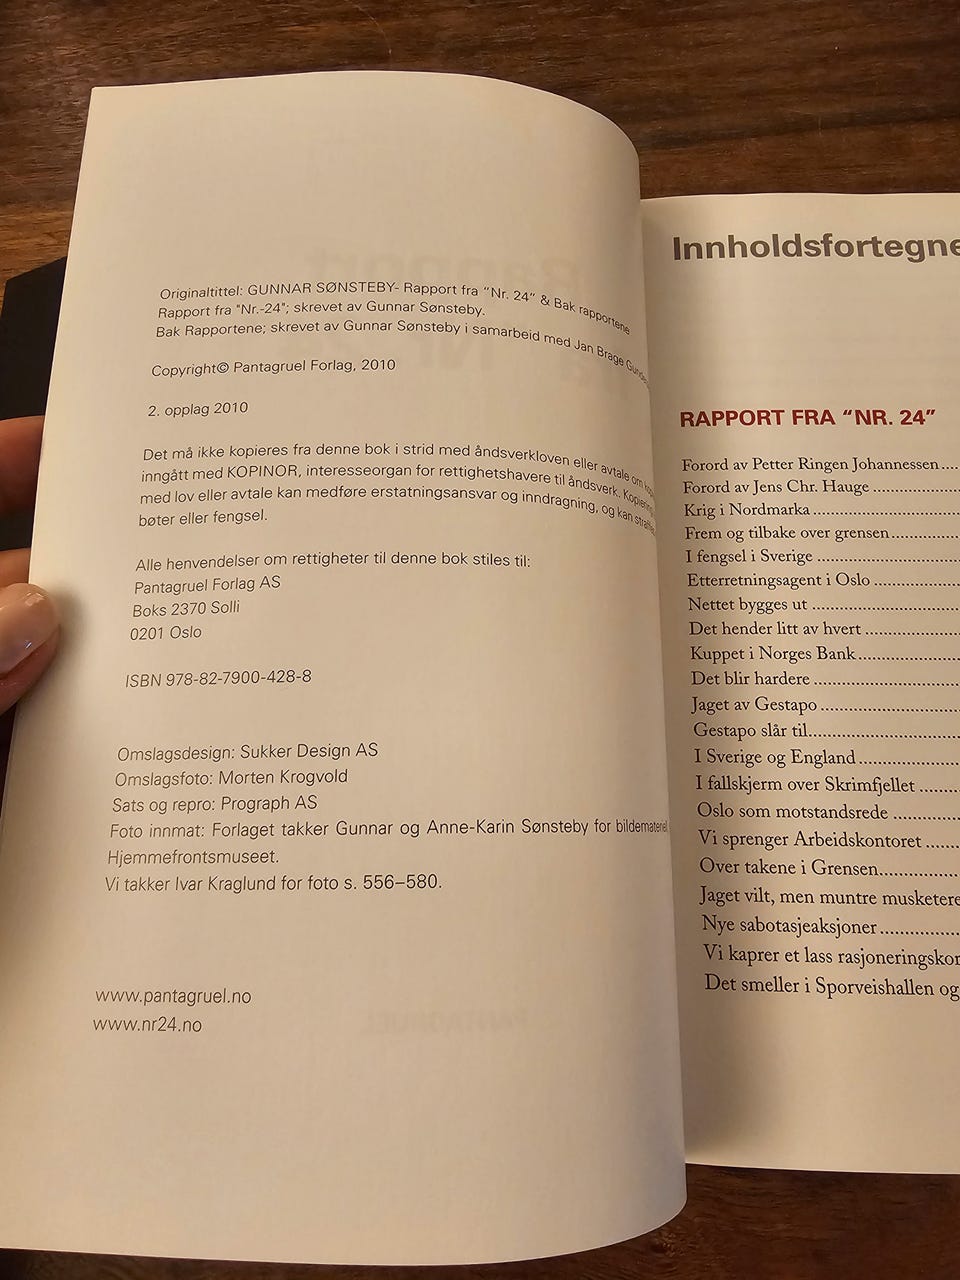 Originaltittel: GUNNAR SØNSTEBY- Rapport fra “Nr. 24” & Bak rapportene
Rapport fra "Nr.-24"; skrevet av Gunnar Sønsteby.
Bak Rapportene; skrevet av Gunnar Sønsteby i samarbeid med Jan Brage
Copyright© Pantagruel Forlag, 2010
2. opplag 2010
Det må ikke kopieres fra denne bok i strid med åndsverkloven eller avtale om
inngått med KOPINOR, interesseorgan for rettighetshavere til åndsverk. Kopiering
med lov eller avtale kan medføre erstatningsansvar og inndragning, og kan
bøter eller fengsel.
Alle henvendelser om rettigheter til denne bok stiles til:
Pantagruel Forlag AS
Boks 2370 Solli
0201 Oslo
ISBN 978-82-7900-428-8
Omslagsdesign: Sukker Design AS
Omslagsfoto: Morten Krogvold
Sats og repro: Prograph AS
Foto innmat: Forlaget takker Gunnar og Anne-Karin Sønsteby for
Hjemmefrontsmuseet.
Vi takker Ivar Kraglund for foto s. 556–580.
www.pantagruel.no
www.nr24.no
Innholdsfortegne
RAPPORT FRA “NR. 24”
Forord av Petter Ringen Johannessen....
Forord av Jens Chr. Hauge ................
Krig i Nordmarka ...........................
Frem og tilbake over grensen.............
I fengsel i Sverige ..........................
Etterretningsagent i Oslo ................
Nettet bygges ut ............................
Det hender litt av hvert ..................
Kuppet i Norges Bank....................
Det blir hardere ............................
Jaget av Gestapo ............................
Gestapo slår til..............................
I Sverige og England....................
I fallskjerm over Skrimfjellet ........
Oslo som motstandsrede ............
Vi sprenger Arbeidskontoret .......
Over takene i Grensen...............
Jaget vilt, men muntre musketere
Nye sabotasjeaksjoner...............
Vi kaprer et lass rasjoneringskor
Det smeller i Sporveishallen og